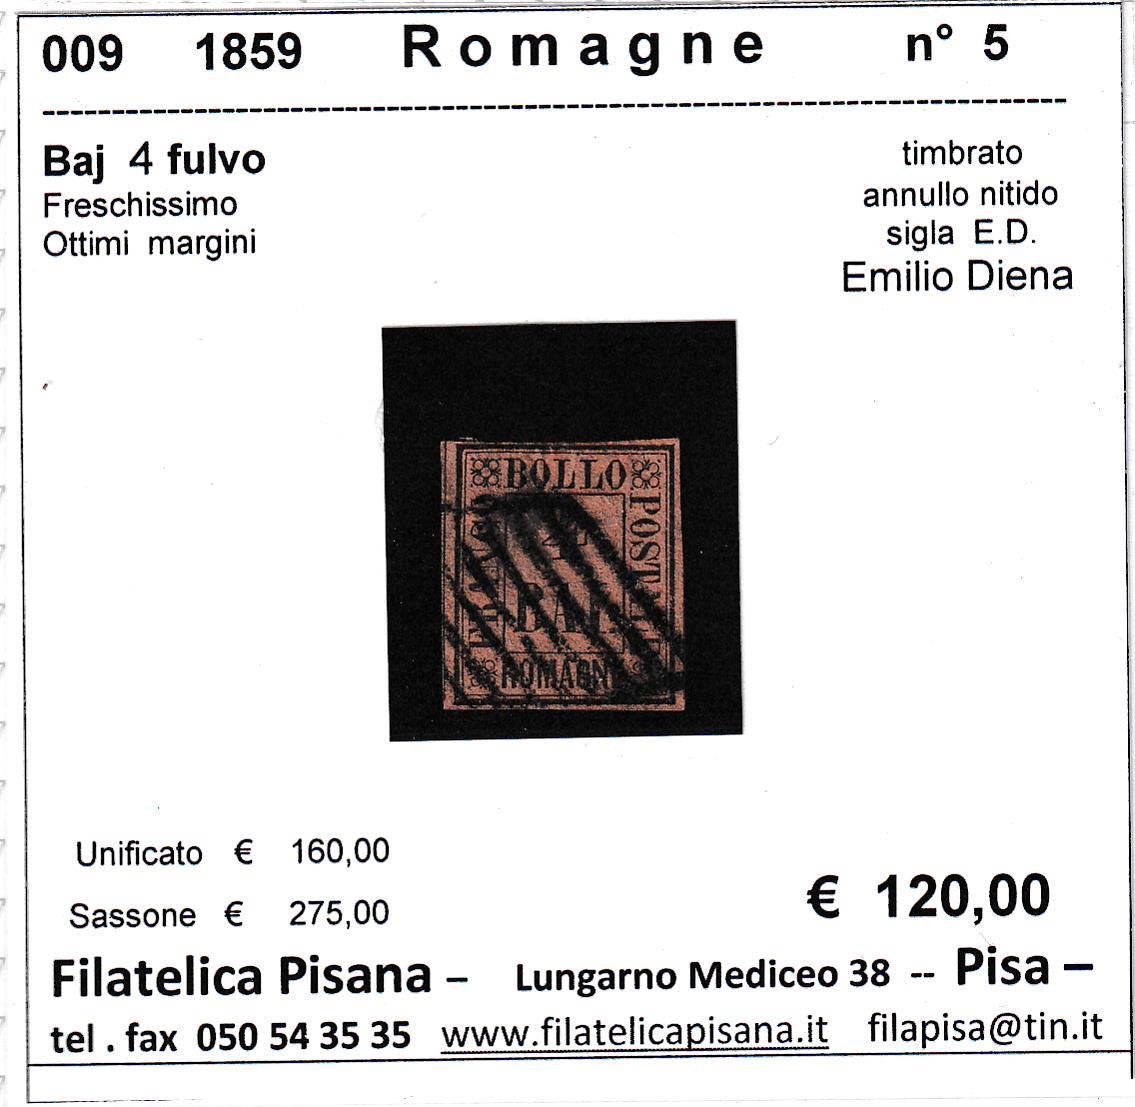 009 1859 Romagne n° 5
Baj 4 fulvo
Freschissimo
Ottimi margini
timbrato
annullo nitido
sigla E.D.
Emilio Diena
BOLLO
POSTALE
FRANCO
4
BAJ
ROMAGNE
Unificato € 160,00
Sassone € 275,00
€ 120,00
Filatelica Pisana – Lungarno Mediceo 38 -- Pisa –
tel . fax 050 54 35 35 www.filatelicapisana.it filapisa@tin.it